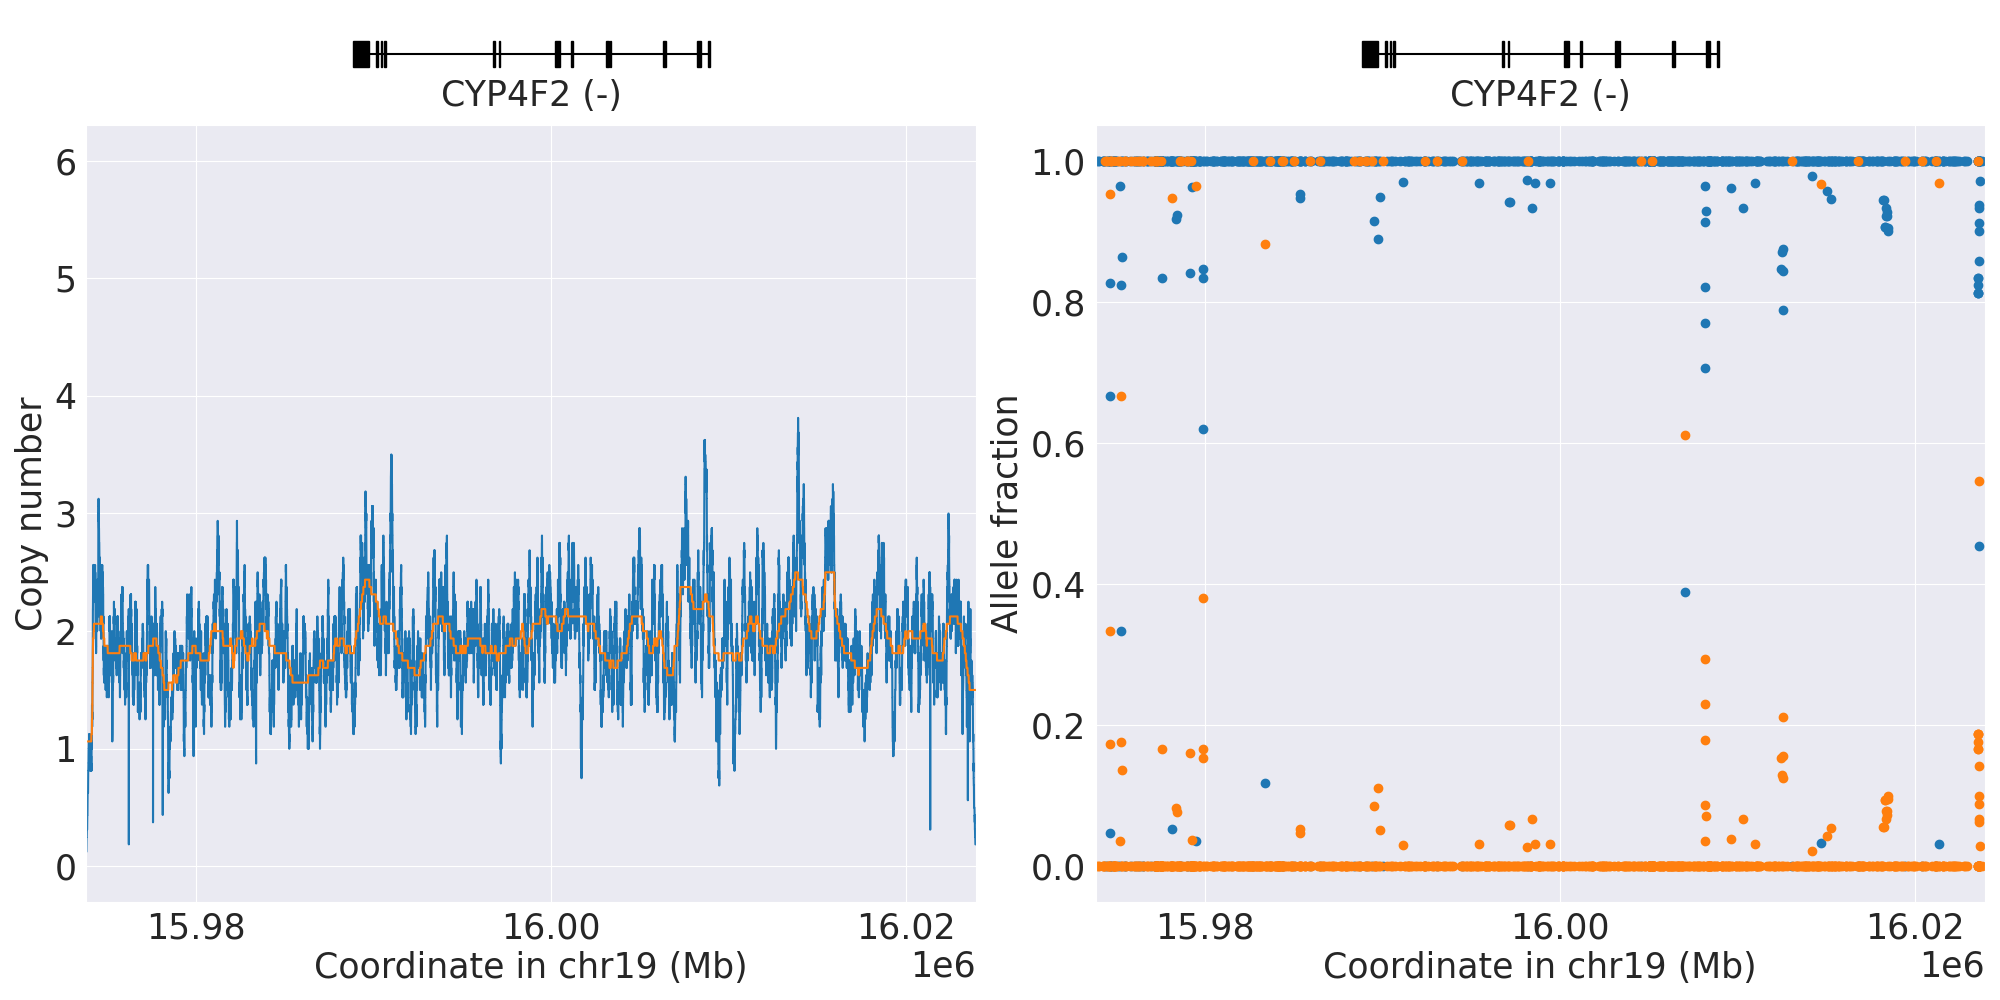 CYP4F2 (-)
Copy number
6
5
4
3
2
1
0
15.98 16.00 16.02
Coordinate in chr19 (Mb)
1e6
CYP4F2 (-)
Allele fraction
1.0
0.8
0.6
0.4
0.2
0.0
15.98 16.00 16.02
Coordinate in chr19 (Mb)
1e6